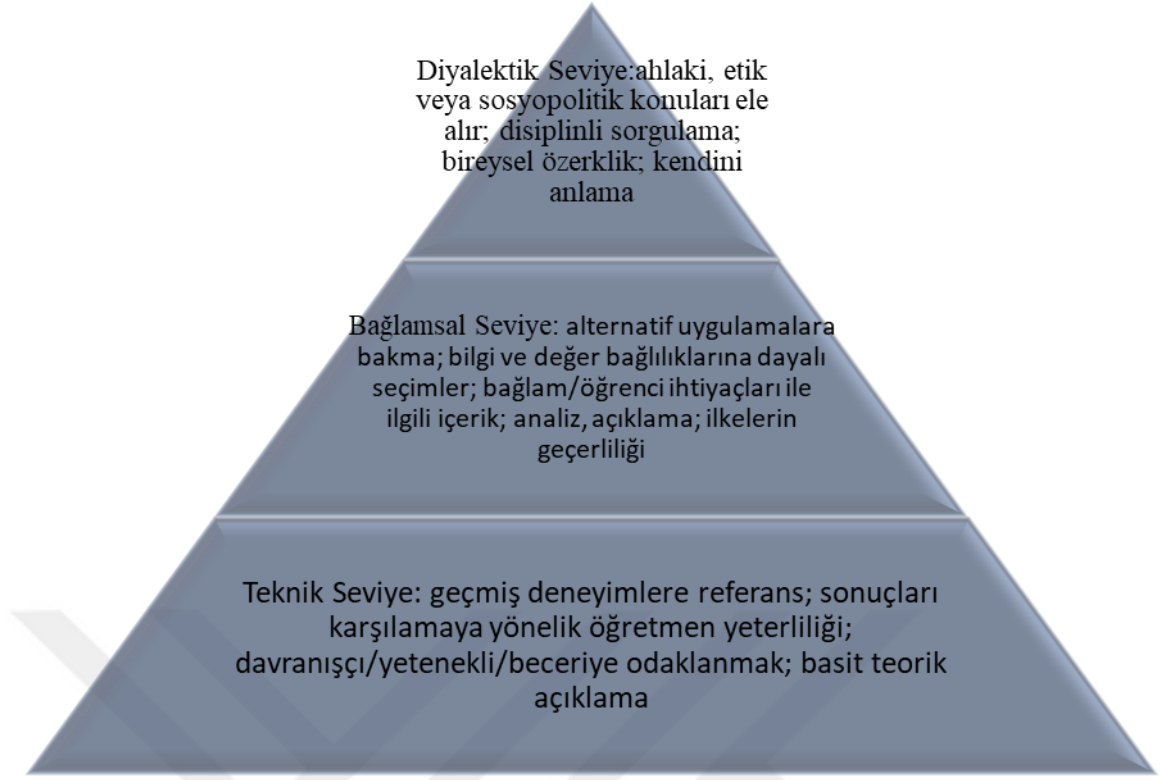 Diyalektik Seviye:ahlaki, etik
veya sosyopolitik konuları ele
alır; disiplinli sorgulama;
bireysel özerklik; kendini
anlama
Bağlamsal Seviye: alternatif uygulamalara
bakma; bilgi ve değer bağlılıklarına dayalı
seçimler; bağlam/öğrenci ihtiyaçları ile
ilgili içerik; analiz, açıklama; ilkelerin
geçerliliği
Teknik Seviye: geçmiş deneyimlere referans; sonuçları
karşılamaya yönelik öğretmen yeterliliği;
davranışçı/yetenekli/beceriye odaklanmak; basit teorik
açıklama